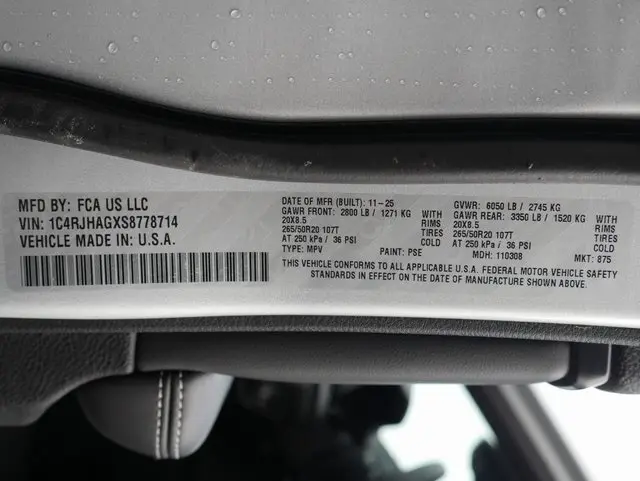 MFD BY: FCA US LLC
VIN: 1C4RJHAGXS8778714
VEHICLE MADE IN: U.S.A.
DATE OF MFR (BUILT): 11-25
GAWR FRONT: 2800 LB / 1271 KG WITH
20X8.5 RIMS
265/50R20 107T TIRES
AT 250 kPa / 36 PSI COLD
TYPE: MPV PAINT: PSE
GVWR: 6050 LB / 2745 KG
GAWR REAR: 3350 LB / 1520 KG WITH
20X8.5 RIMS
265/50R20 107T TIRES
AT 250 kPa / 36 PSI COLD
MDH: 110308 MKT: 875
THIS VEHICLE CONFORMS TO ALL APPLICABLE U.S.A. FEDERAL MOTOR VEHICLE SAFETY
STANDARDS IN EFFECT ON THE DATE OF MANUFACTURE SHOWN ABOVE.